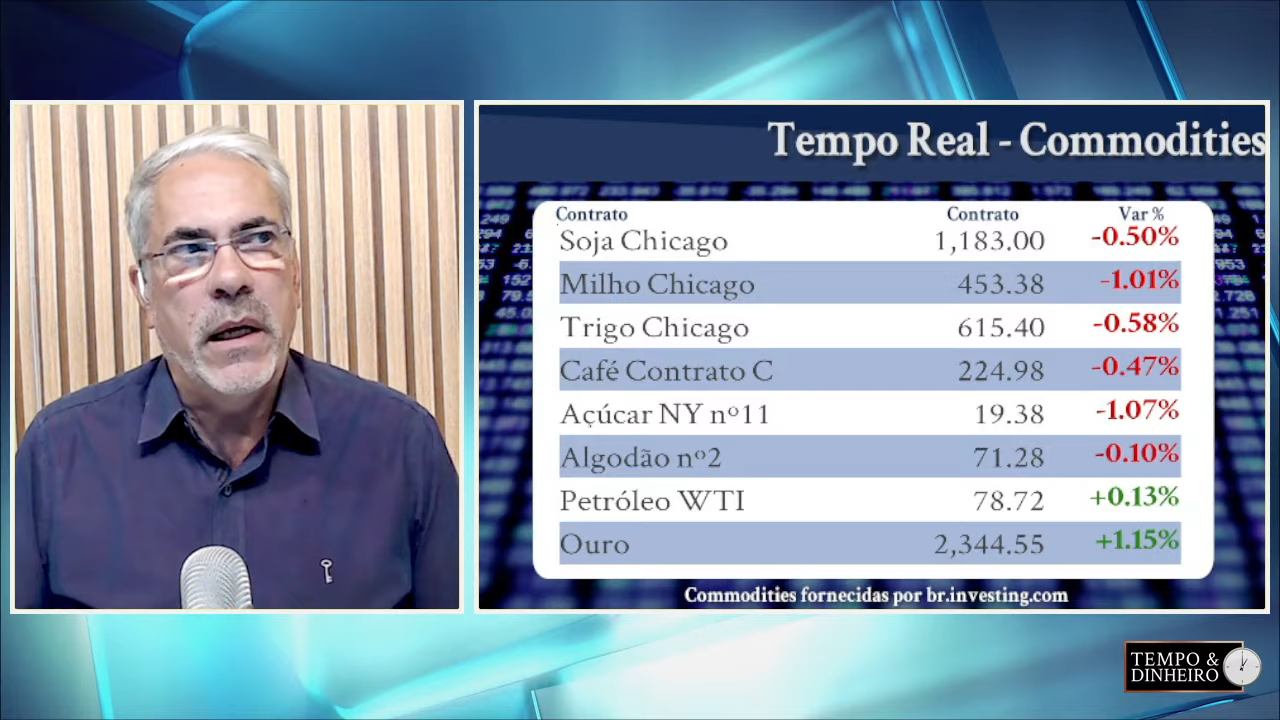 Tempo Real - Commodities
Contrato Contrato Var %
Soja Chicago 1,183.00 -0.50%
Milho Chicago 453.38 -1.01%
Trigo Chicago 615.40 -0.58%
Café Contrato C 224.98 -0.47%
Açúcar NY nº11 19.38 -1.07%
Algodão nº2 71.28 -0.10%
Petróleo WTI 78.72 +0.13%
Ouro 2,344.55 +1.15%
Commodities fornecidas por br.investing.com
TEMPO &
DINHEIRO